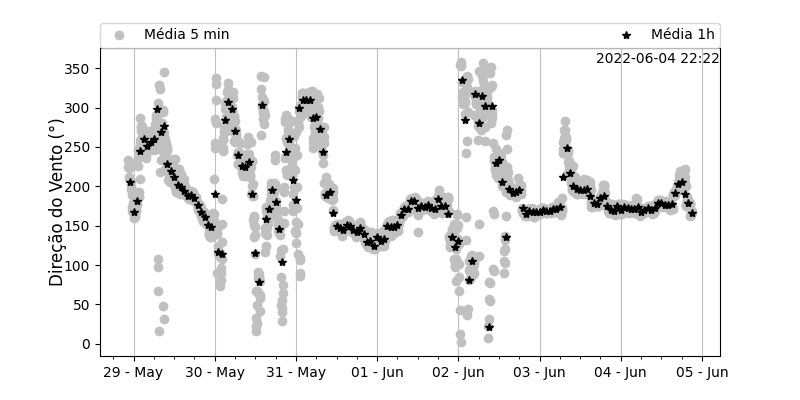 Média 5 min
Média 1h
2022-06-04 22:22
Direção do Vento (°)
350
300
250
200
150
100
50
0
29 - May
30 - May
31 - May
01 - Jun
02 - Jun
03 - Jun
04 - Jun
05 - Jun